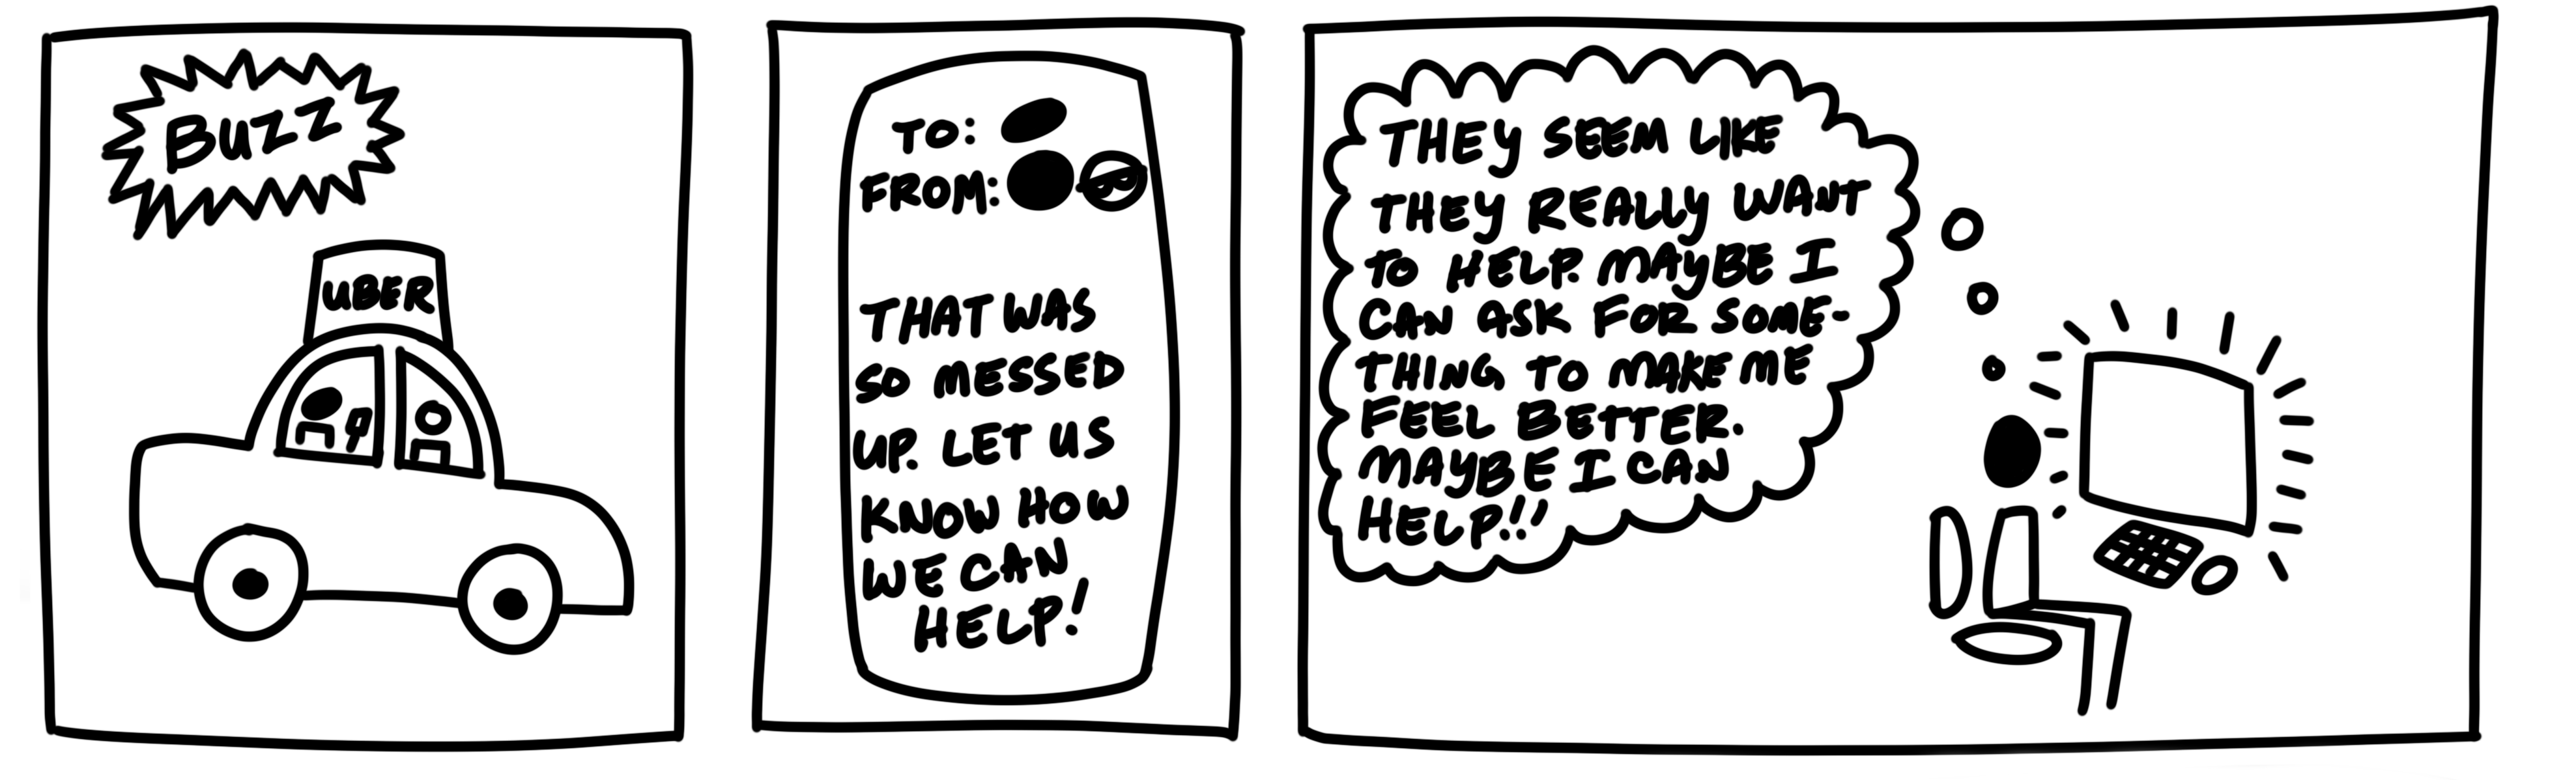 BUZZ
UBER
TO:
FROM:
THAT WAS
SO MESSED
UP. LET US
KNOW HOW
WE CAN
HELP!
THEY SEEM LIKE
THEY REALLY WANT
TO HELP. MAYBE I
CAN ASK FOR SOME-
THING TO MAKE ME
FEEL BETTER.
MAYBE I CAN
HELP!!